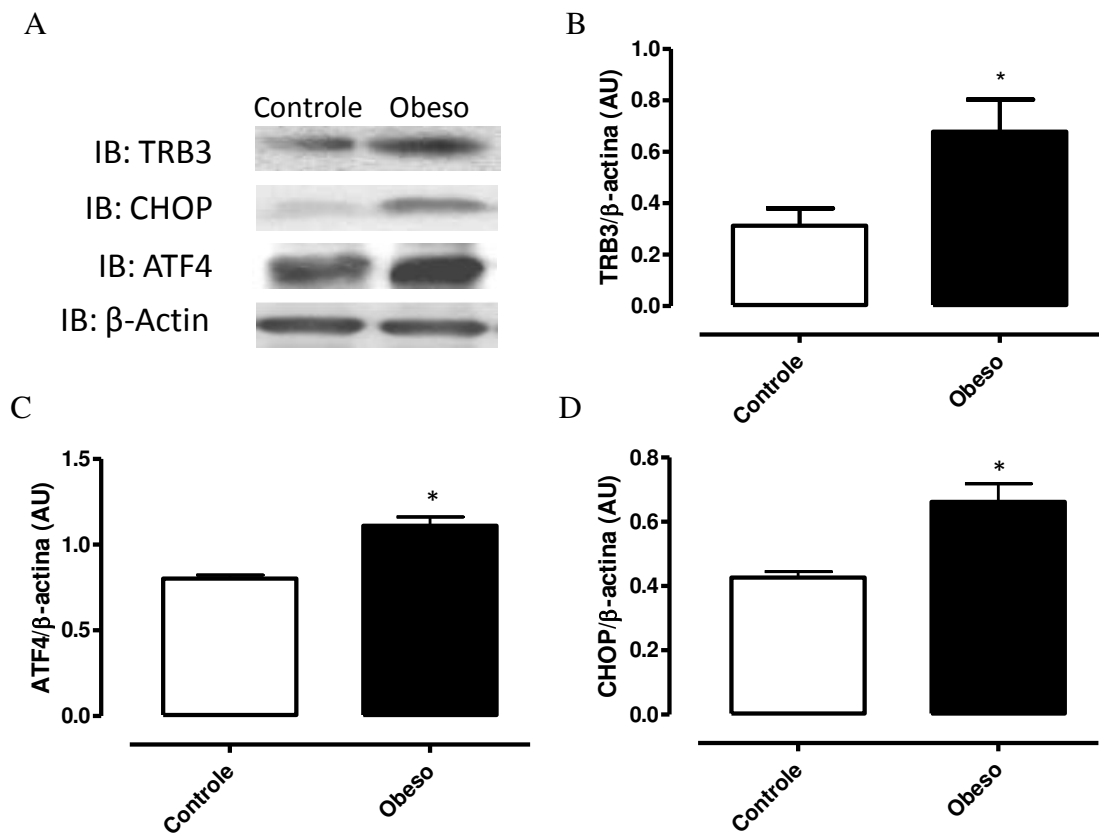 A
Controle Obeso
IB: TRB3
IB: CHOP
IB: ATF4
IB: β-Actin
B
TRB3/β-actina (AU)
1.0
0.8
0.6
0.4
0.2
0.0
*
Controle
Obeso
C
ATF4/β-actina (AU)
1.5
1.0
0.5
0.0
*
Controle
Obeso
D
CHOP/β-actina (AU)
0.8
0.6
0.4
0.2
0.0
*
Controle
Obeso